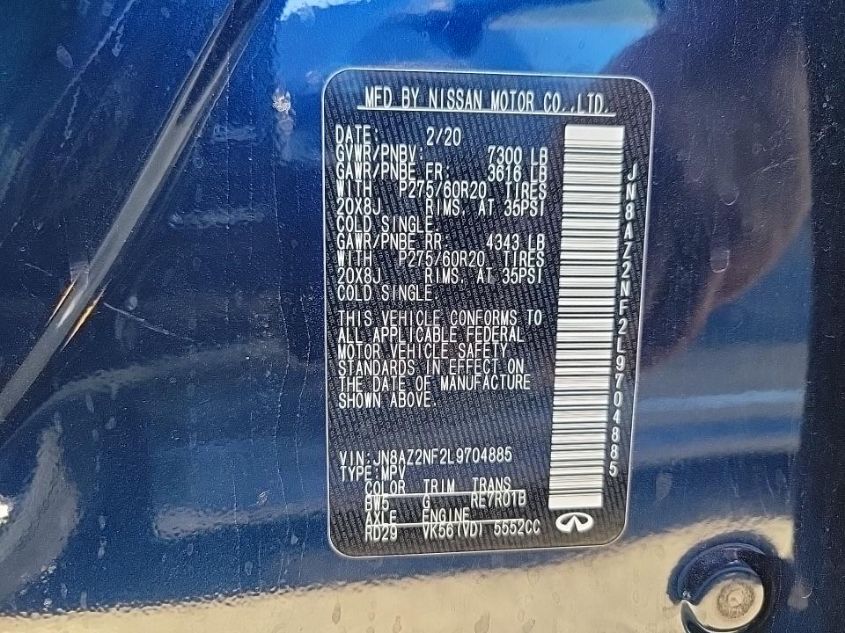 MFD BY NISSAN MOTOR CO.,LTD.
DATE: 2/20
GVWR/PNBV: 7300 LB
GAWR/PNBE FR: 3616 LB
WITH P275/60R20 TIRES
20X8J RIMS. AT 35PSI
COLD SINGLE.
GAWR/PNBE RR: 4343 LB
WITH P275/60R20 TIRES
20X8J RIMS. AT 35PSI
COLD SINGLE
THIS VEHICLE CONFORMS TO
ALL APPLICABLE FEDERAL
MOTOR VEHICLE SAFETY
STANDARDS IN EFFECT ON
THE DATE OF MANUFACTURE
SHOWN ABOVE.
VIN:JN8AZ2NF2L9704885
TYPE:MPV
COLOR TRIM TRANS
BW5 G RE7R01B
AXLE ENGINE
RD29 VK56(VD) 5552CC
JN8AZ2NF2L9704885